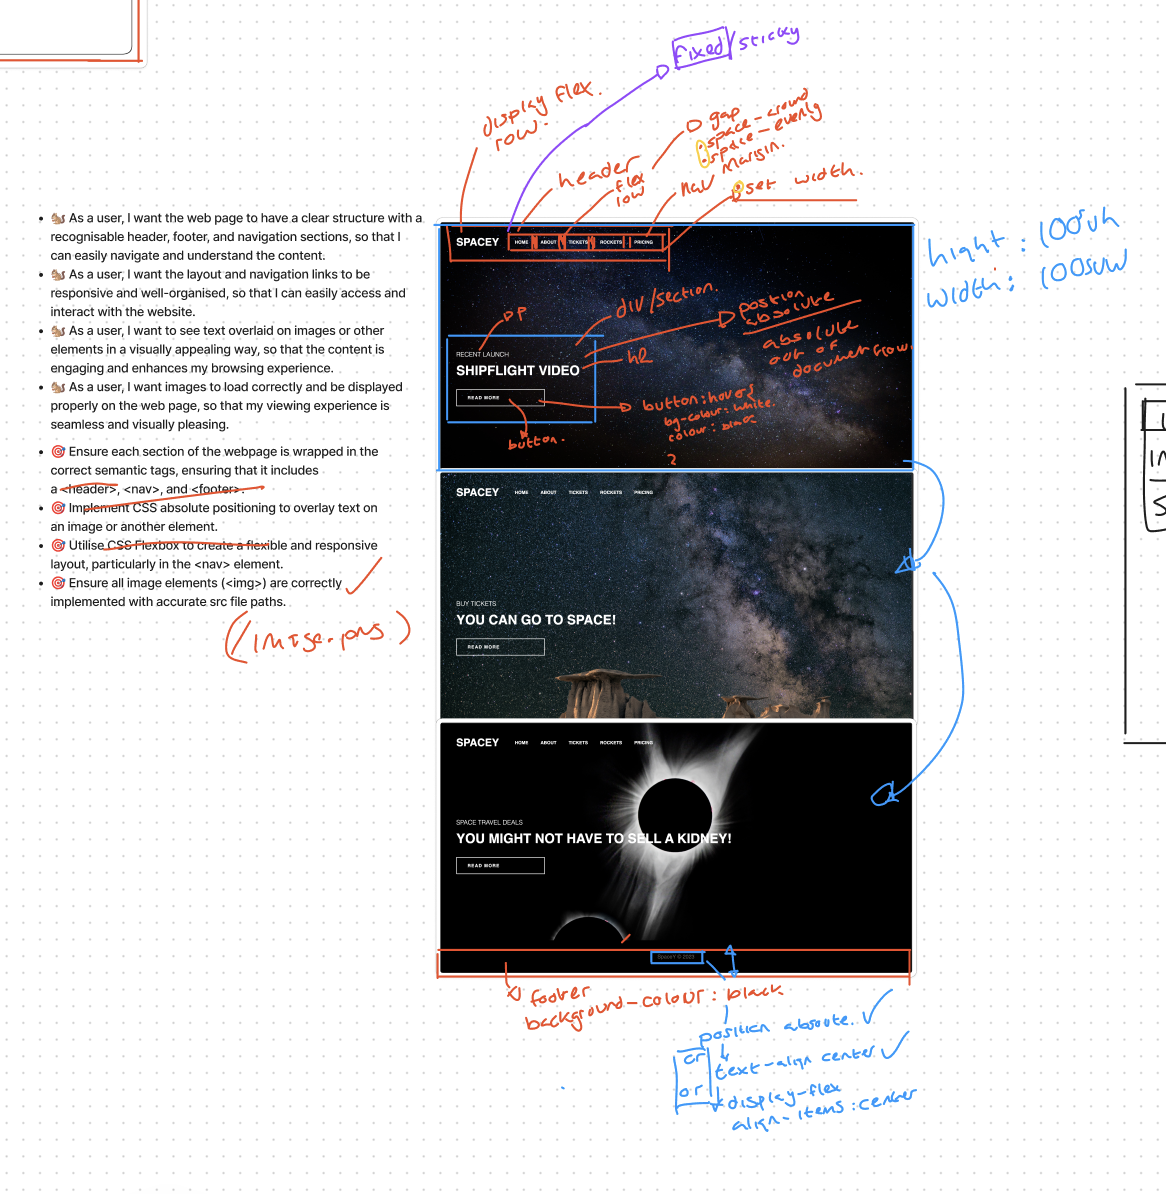 fixed/sticky
display flex.
row.
gap
space-around
space-evenly
margin.
header
flex
nav
set width.
hight: 100vh
🐿️ As a user, I want the web page to have a clear structure with a
recognisable header, footer, and navigation sections, so that I
can easily navigate and understand the content.
🐿️ As a user, I want the layout and navigation links to be
responsive and well-organised, so that I can easily access and
interact with the website.
🐿️ As a user, I want to see text overlaid on images or other
elements in a visually appealing way, so that the content is
engaging and enhances my browsing experience.
🐿️ As a user, I want images to load correctly and be displayed
properly on the web page, so that my viewing experience is
seamless and visually pleasing.
🎯 Ensure each section of the webpage is wrapped in the
correct semantic tags, ensuring that it includes
a <header>, <nav>, and <footer>.
🎯 Implement CSS absolute positioning to overlay text on
an image or another element.
🎯 Utilise CSS Flexbox to create a flexible and responsive
layout, particularly in the <nav> element.
🎯 Ensure all image elements (<img>) are correctly
implemented with accurate src file paths.
SPACEY HOME ABOUT TICKETS ROCKETS PRICING
width:
div/section.
position
absolute
absolute
out of
document flow.
RECENT LAUNCH
h2
SHIPFLIGHT VIDEO
READ MORE
button:hover{
colour: black
button.
SPACEY HOME ABOUT TICKETS ROCKETS PRICING
BUY TICKETS
YOU CAN GO TO SPACE!
READ MORE
SPACEY HOME ABOUT TICKETS ROCKETS PRICING
SPACE TRAVEL DEALS
YOU MIGHT NOT HAVE TO SELL A KIDNEY!
READ MORE
SpaceY © 2023
footer
background-colour: black
position absoute.
or
text-align center
or
display-flex
align-items:center